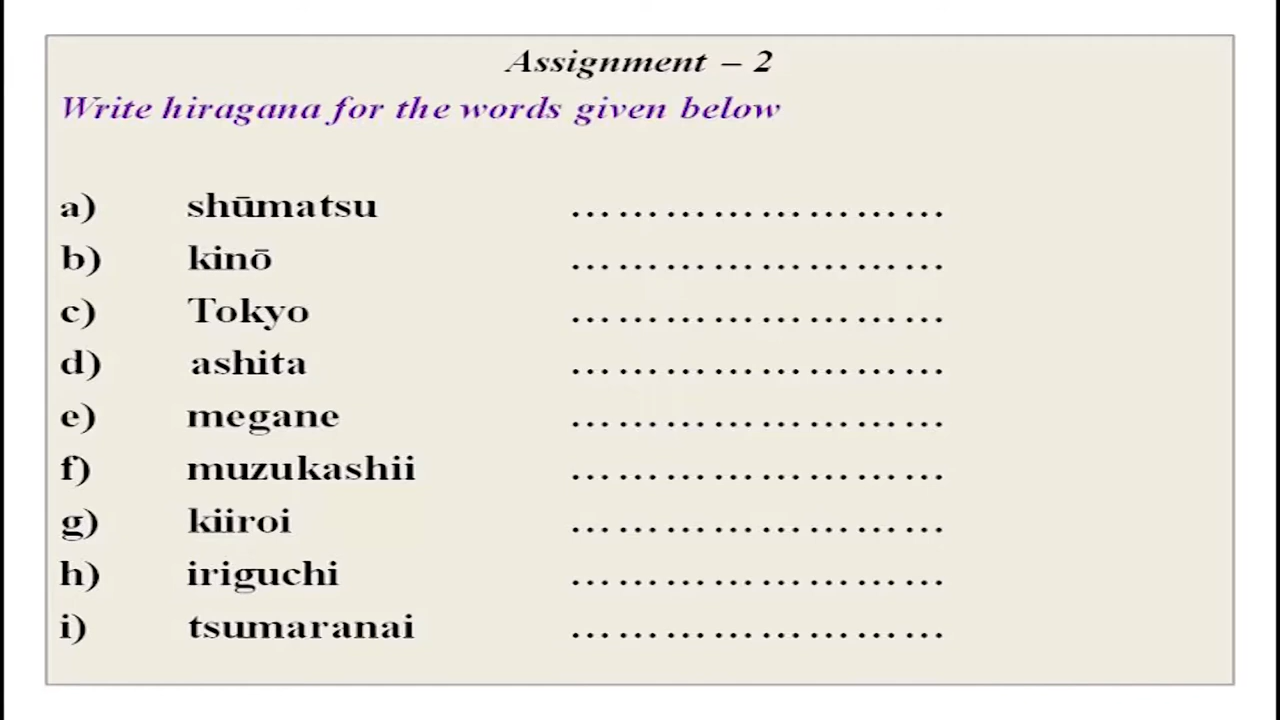 Assignment – 2
Write hiragana for the words given below
a) shūmatsu ……………………
b) kinō ……………………
c) Tokyo ……………………
d) ashita ……………………
e) megane ……………………
f) muzukashii ……………………
g) kiiroi ……………………
h) iriguchi ……………………
i) tsumaranai ……………………